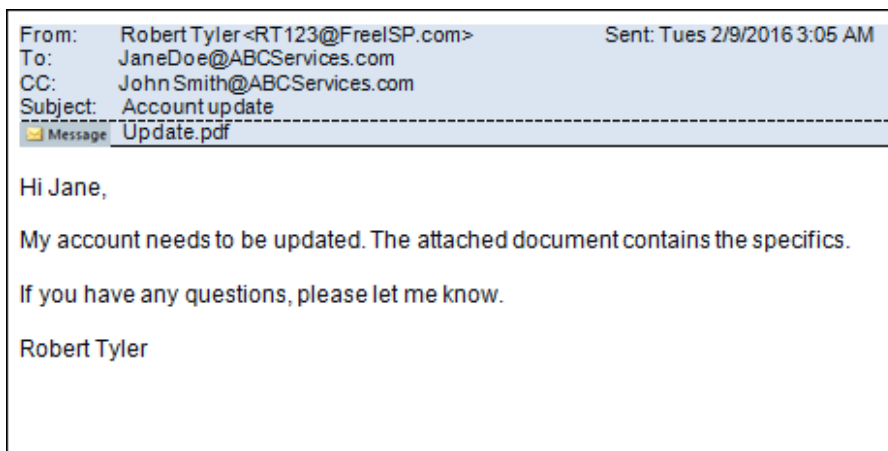 From: Robert Tyler<RT123@FreeISP.com> Sent: Tues 2/9/2016 3:05 AM
To: JaneDoe@ABCServices.com
CC: John Smith@ABCServices.com
Subject: Account update
Message Update.pdf
Hi Jane,
My account needs to be updated. The attached document contains the specifics.
If you have any questions, please let me know.
Robert Tyler